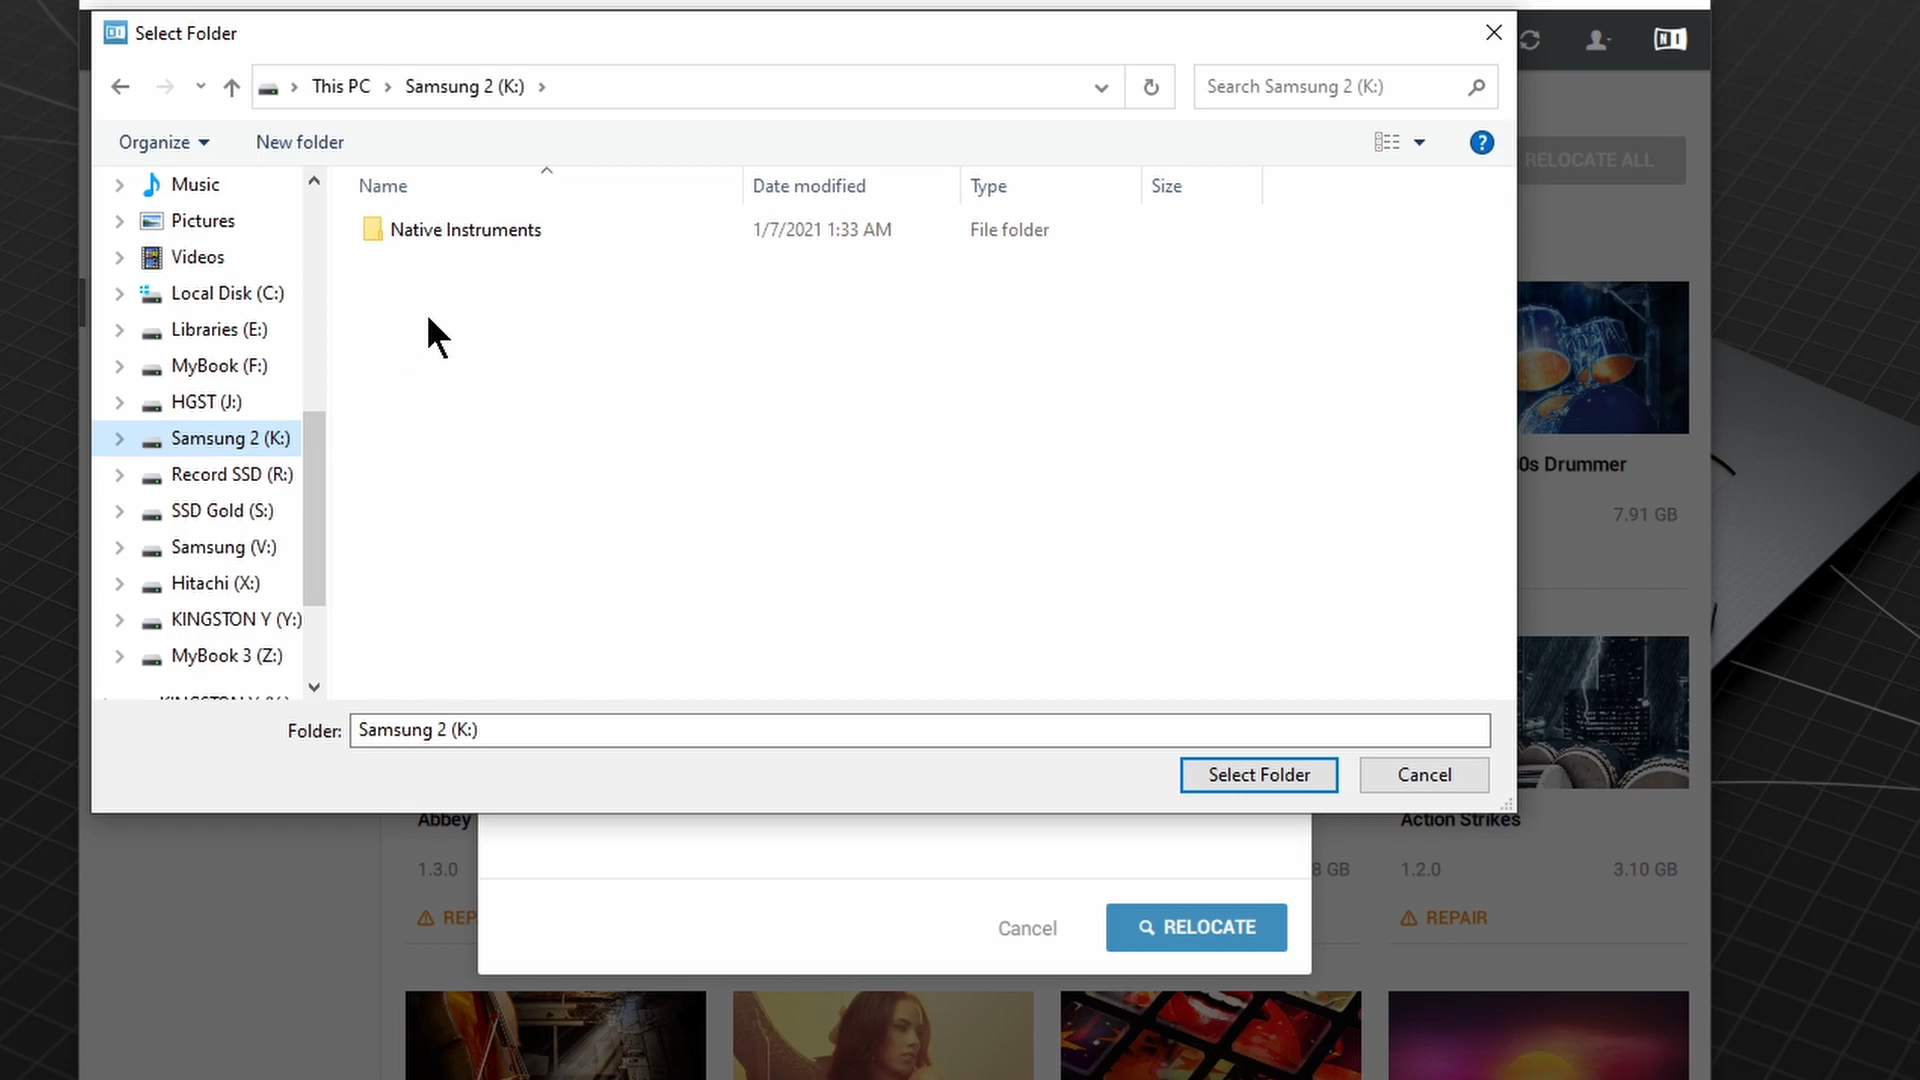 Select Folder
This PC > Samsung 2 (K:) >
Search Samsung 2 (K:)
NI
Organize
New folder
?
RELOCATE ALL
Name
Date modified
Type
Size
Native Instruments
1/7/2021 1:33 AM
File folder
Music
Pictures
Videos
Local Disk (C:)
Libraries (E:)
MyBook (F:)
HGST (J:)
Samsung 2 (K:)
Record SSD (R:)
SSD Gold (S:)
Samsung (V:)
Hitachi (X:)
KINGSTON Y (Y:)
MyBook 3 (Z:)
0s Drummer
7.91 GB
Folder:
Samsung 2 (K:)
Select Folder
Cancel
Abbey
Action Strikes
1.3.0
GB
1.2.0
3.10 GB
REP
REPAIR
Cancel
RELOCATE